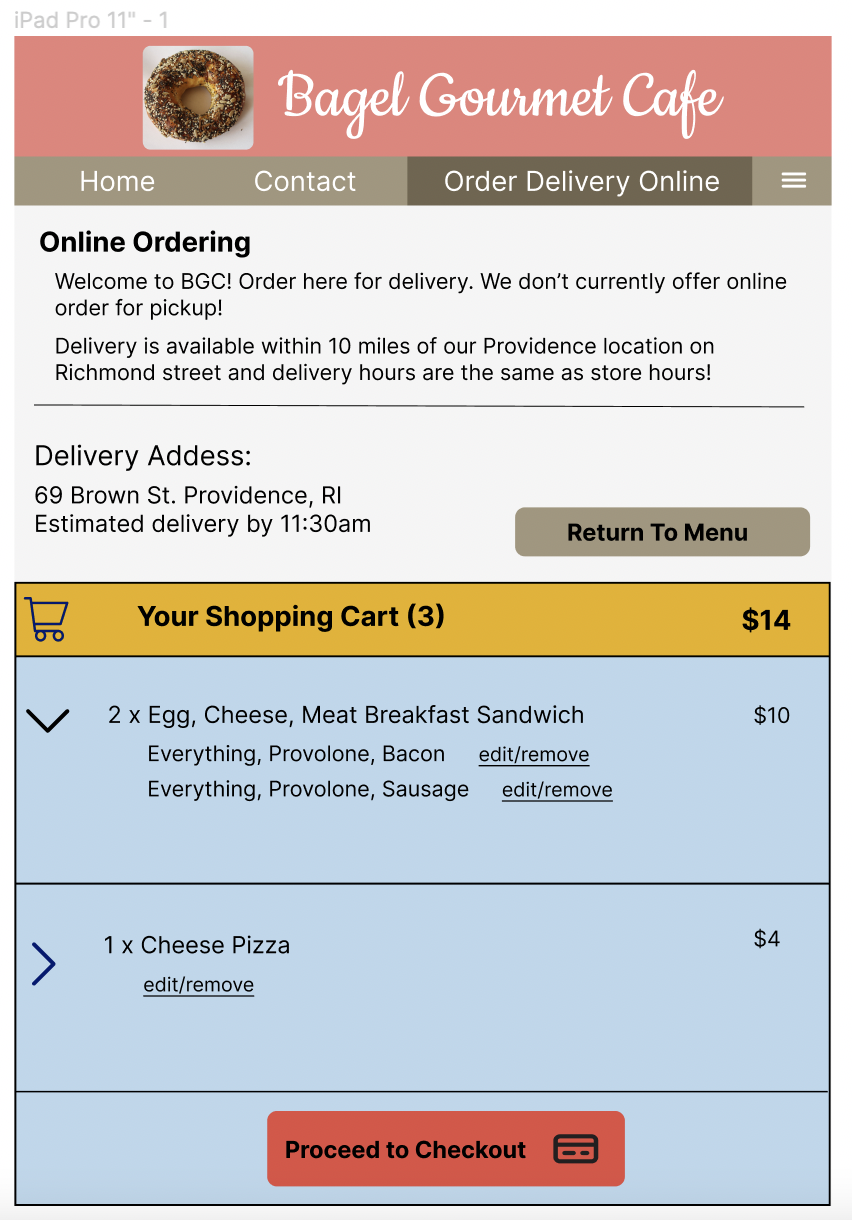 iPad Pro 11" - 1
Bagel Gourmet Cafe
Home Contact Order Delivery Online
Online Ordering
Welcome to BGC! Order here for delivery. We don’t currently offer online
order for pickup!
Delivery is available within 10 miles of our Providence location on
Richmond street and delivery hours are the same as store hours!
Delivery Addess:
69 Brown St. Providence, RI
Estimated delivery by 11:30am
Return To Menu
Your Shopping Cart (3) $14
2 x Egg, Cheese, Meat Breakfast Sandwich $10
Everything, Provolone, Bacon edit/remove
Everything, Provolone, Sausage edit/remove
1 x Cheese Pizza $4
edit/remove
Proceed to Checkout